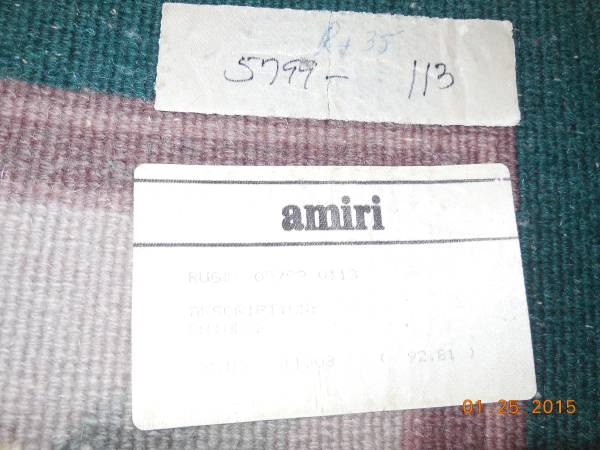 R+ 35
5799- 113
amiri
RUG#: 05799-0113
DESCRIPTION:
( 92.81 )
01 25 2015